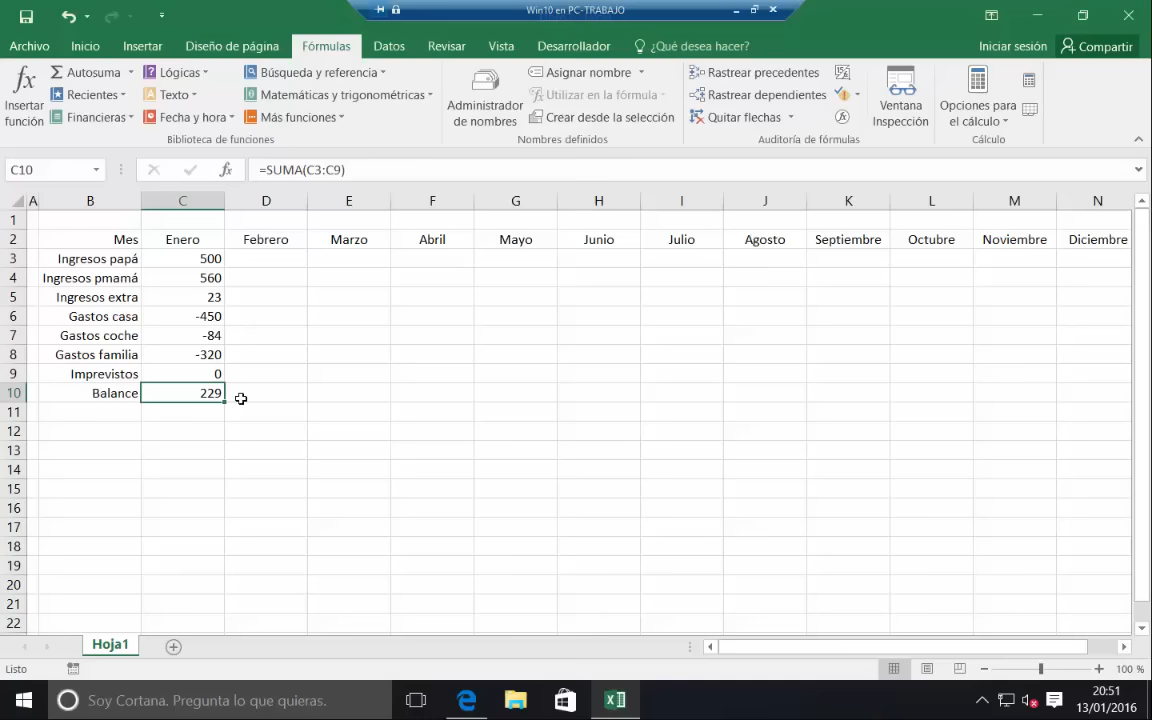 Win10 en PC-TRABAJO
Archivo Inicio Insertar Diseño de página Fórmulas Datos Revisar Vista Desarrollador ¿Qué desea hacer? Iniciar sesión Compartir
Insertar función
Autosuma
Recientes
Financieras
Lógicas
Texto
Fecha y hora
Búsqueda y referencia
Matemáticas y trigonométricas
Más funciones
Biblioteca de funciones
Administrador de nombres
Asignar nombre
Utilizar en la fórmula
Crear desde la selección
Nombres definidos
Rastrear precedentes
Rastrear dependientes
Quitar flechas
Auditoría de fórmulas
Ventana Inspección
Opciones para el cálculo
Cálculo
C10 fx =SUMA(C3:C9)
A B C D E F G H I J K L M N
1
2 Mes Enero Febrero Marzo Abril Mayo Junio Julio Agosto Septiembre Octubre Noviembre Diciembre
3 Ingresos papá 500
4 Ingresos pmamá 560
5 Ingresos extra 23
6 Gastos casa -450
7 Gastos coche -84
8 Gastos familia -320
9 Imprevistos 0
10 Balance 229
11
12
13
14
15
16
17
18
19
20
21
22
Hoja1
Listo 100 %
Soy Cortana. Pregunta lo que quieras. 20:51
13/01/2016